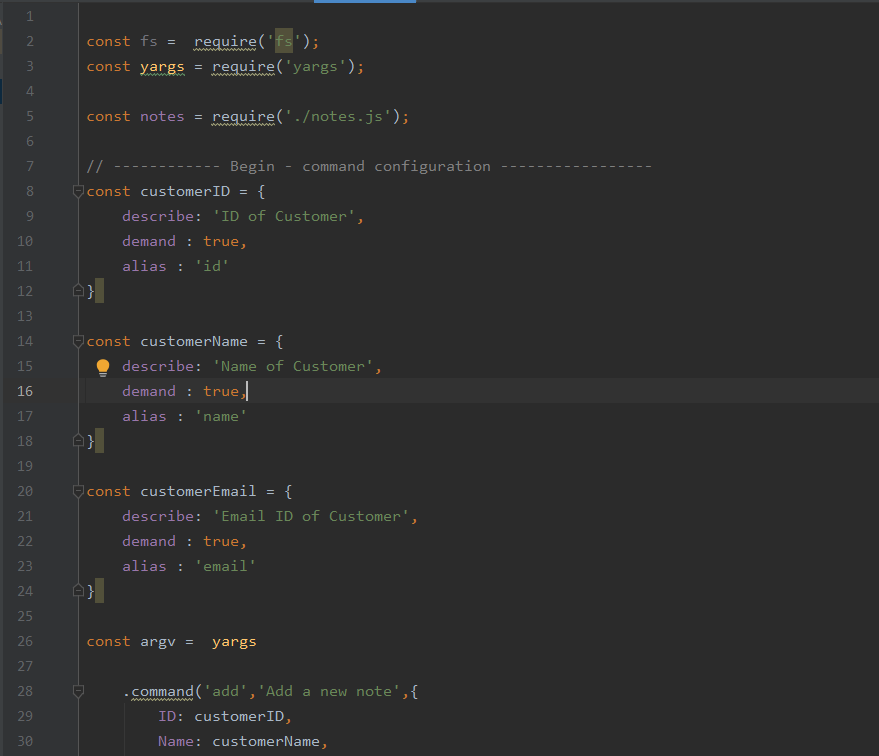 1
2 const fs =  require('fs');
3 const yargs = require('yargs');
4
5 const notes = require('./notes.js');
6
7 // ------------ Begin - command configuration -----------------
8 const customerID = {
9     describe: 'ID of Customer',
10     demand : true,
11     alias : 'id'
12 }
13
14 const customerName = {
15     describe: 'Name of Customer',
16     demand : true,
17     alias : 'name'
18 }
19
20 const customerEmail = {
21     describe: 'Email ID of Customer',
22     demand : true,
23     alias : 'email'
24 }
25
26 const argv =  yargs
27
28     .command('add','Add a new note',{
29         ID: customerID,
30         Name: customerName,